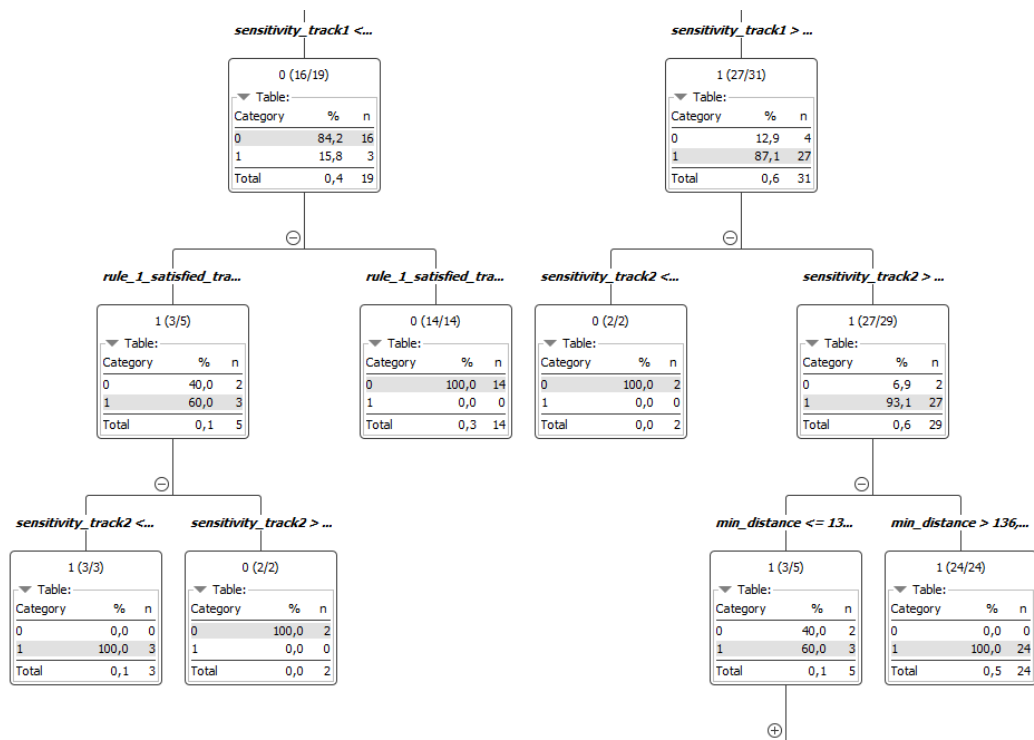 sensitivity_track1 <...
0 (16/19)
Table:
Category % n
0 84,2 16
1 15,8 3
Total 0,4 19
sensitivity_track1 > ...
1 (27/31)
Table:
Category % n
0 12,9 4
1 87,1 27
Total 0,6 31
rule_1_satisfied_tra...
1 (3/5)
Table:
Category % n
0 40,0 2
1 60,0 3
Total 0,1 5
rule_1_satisfied_tra...
0 (14/14)
Table:
Category % n
0 100,0 14
1 0,0 0
Total 0,3 14
sensitivity_track2 <...
0 (2/2)
Table:
Category % n
0 100,0 2
1 0,0 0
Total 0,0 2
sensitivity_track2 > ...
1 (27/29)
Table:
Category % n
0 6,9 2
1 93,1 27
Total 0,6 29
sensitivity_track2 <...
1 (3/3)
Table:
Category % n
0 0,0 0
1 100,0 3
Total 0,1 3
sensitivity_track2 > ...
0 (2/2)
Table:
Category % n
0 100,0 2
1 0,0 0
Total 0,0 2
min_distance <= 13...
1 (3/5)
Table:
Category % n
0 40,0 2
1 60,0 3
Total 0,1 5
min_distance > 136,...
1 (24/24)
Table:
Category % n
0 0,0 0
1 100,0 24
Total 0,5 24